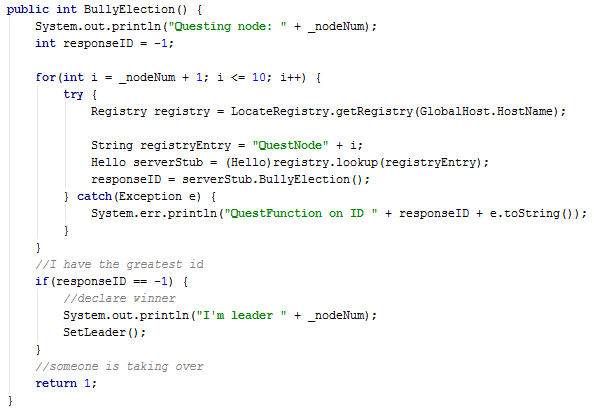 public int BullyElection() {
System.out.println("Questing node: " + _nodeNum);
int responseID = -1;
for(int i = _nodeNum + 1; i <= 10; i++) {
try {
Registry registry = LocateRegistry.getRegistry(GlobalHost.HostName);
String registryEntry = "QuestNode" + i;
Hello serverStub = (Hello)registry.lookup(registryEntry);
responseID = serverStub.BullyElection();
} catch(Exception e) {
System.err.println("QuestFunction on ID " + responseID + e.toString());
}
}
//I have the greatest id
if(responseID == -1) {
//declare winner
System.out.println("I'm leader " + _nodeNum);
SetLeader();
}
//someone is taking over
return 1;
}